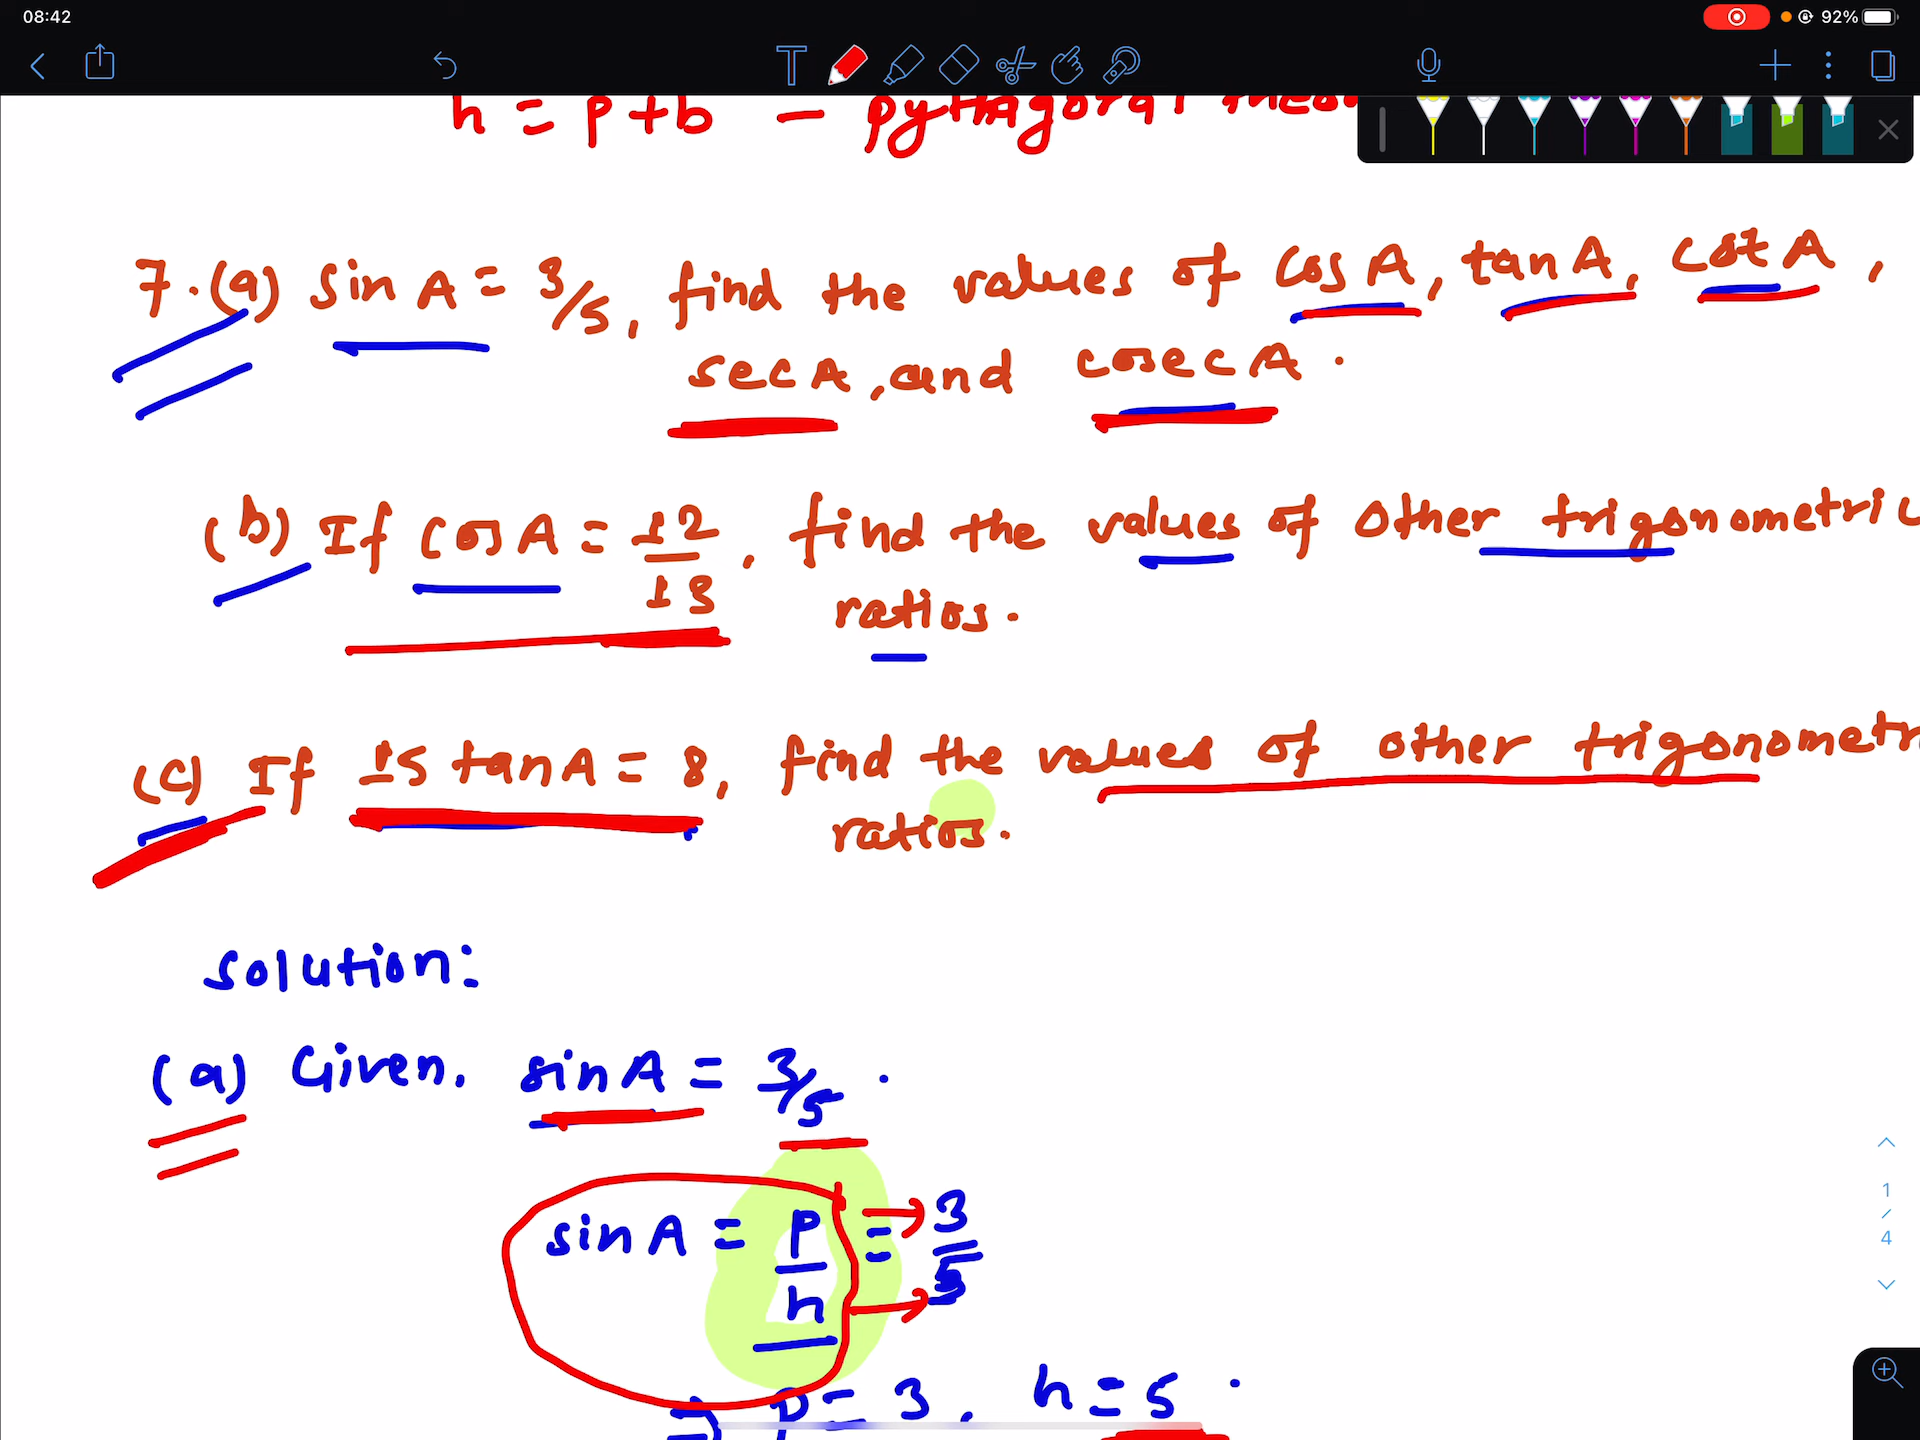 08:42
92%
h = p + b - pythagoras theo
7.(a) sin A = 3/5, find the values of cos A, tan A, cot A,
sec A, and cosec A.
(b) If cos A = 12/13, find the values of other trigonometric
ratios.
(c) If 15 tan A = 8, find the values of other trigonometri
ratios.
solution:
(a) Given, sin A = 3/5.
sin A = p/h = 3/5
⇒ p = 3, h = 5.
1
/
4